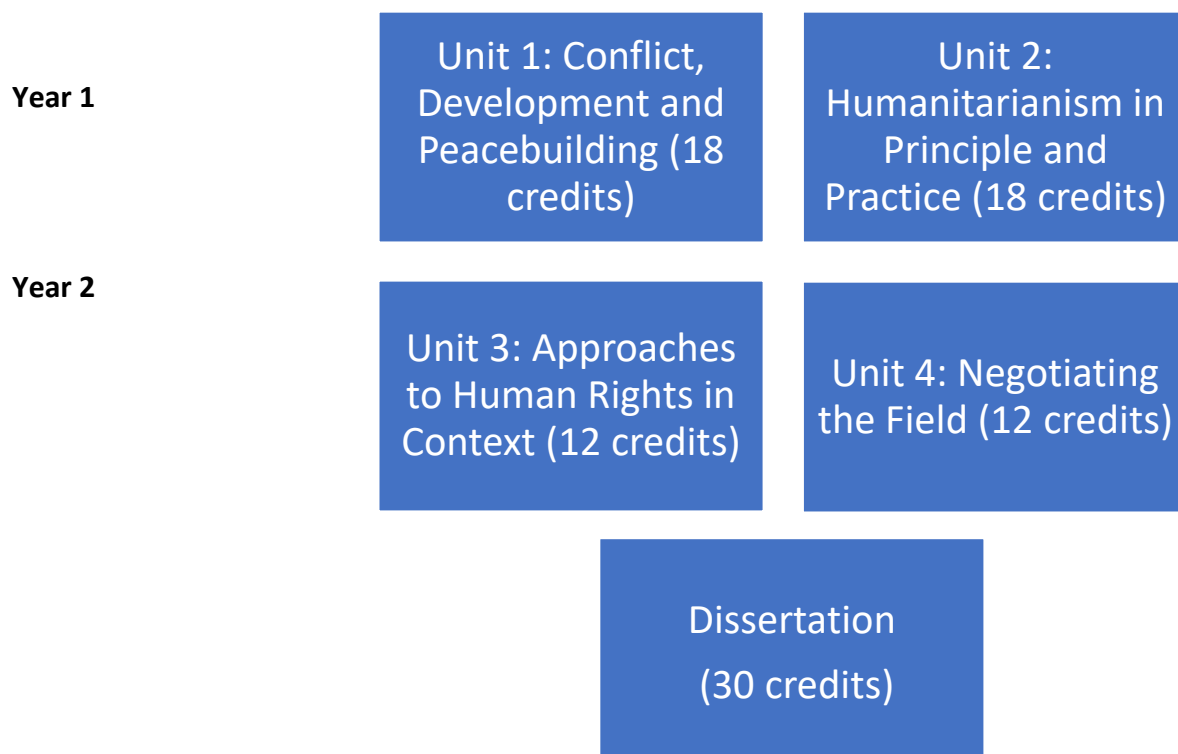 Year 1
Unit 1: Conflict,
Development and
Peacebuilding (18
credits)
Unit 2:
Humanitarianism in
Principle and
Practice (18 credits)
Year 2
Unit 3: Approaches
to Human Rights in
Context (12 credits)
Unit 4: Negotiating
the Field (12 credits)
Dissertation
(30 credits)